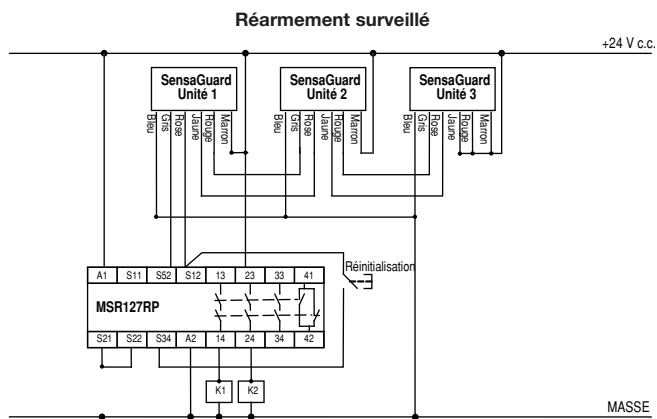 Réarmement surveillé
+24 V c.c.
SensaGuard
Unité 1
SensaGuard
Unité 2
SensaGuard
Unité 3
Bleu
Gris
Rose
Jaune
Rouge
Marron
Bleu
Gris
Rose
Jaune
Rouge
Marron
Bleu
Gris
Rose
Jaune
Rouge
Marron
Réinitialisation
A1 S11 S52 S12 13 23 33 41
MSR127RP
S21 S22 S34 A2 14 24 34 42
K1 K2
MASSE